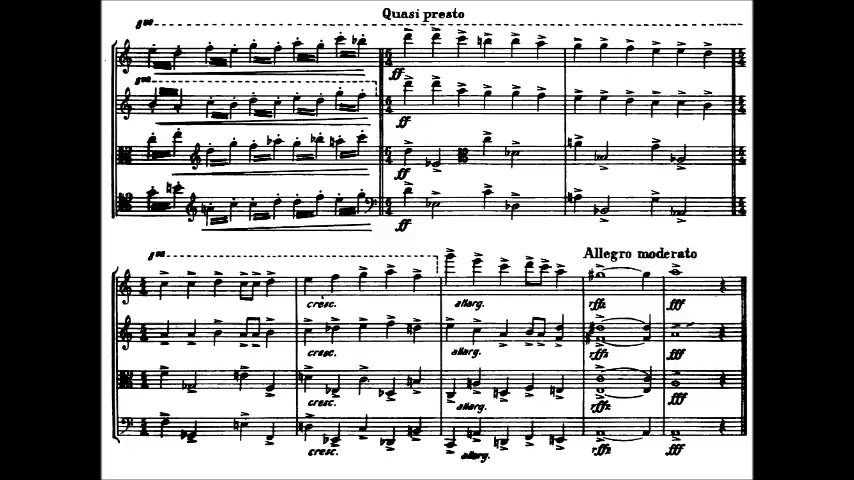 Quasi presto
8va
8va
ff
ff
ff
ff
8va
Allegro moderato
cresc. allarg. rffz fff
cresc. allarg. rffz fff
cresc. allarg. rffz fff
cresc. allarg. rffz fff